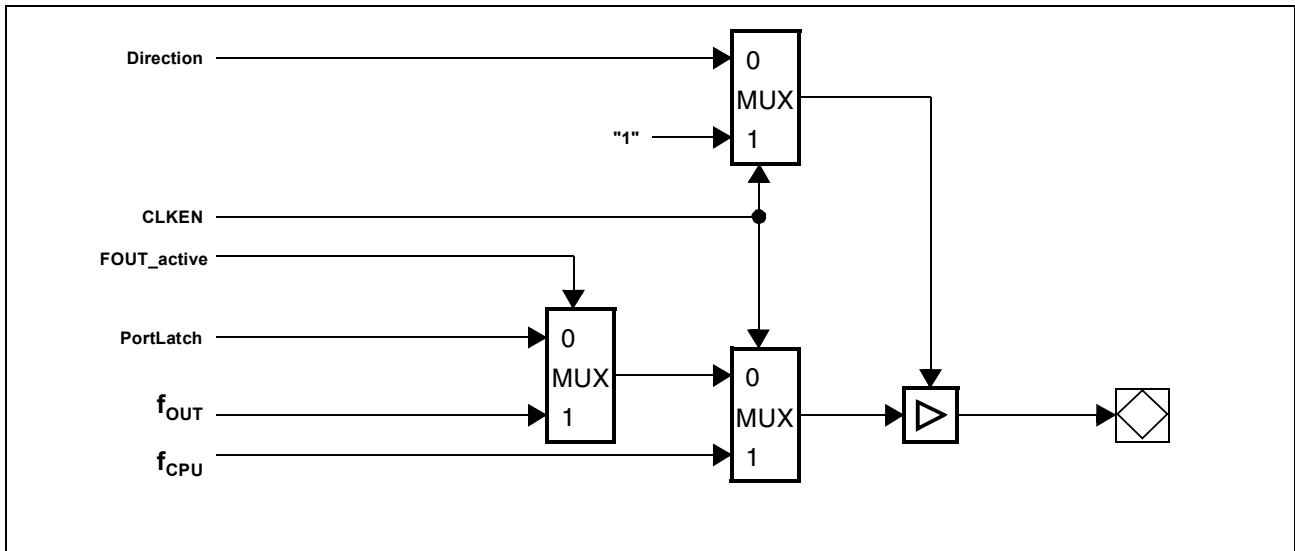 Direction
0
MUX
"1"
1
CLKEN
FOUT_active
PortLatch
0
MUX
fOUT
1
0
MUX
fCPU
1